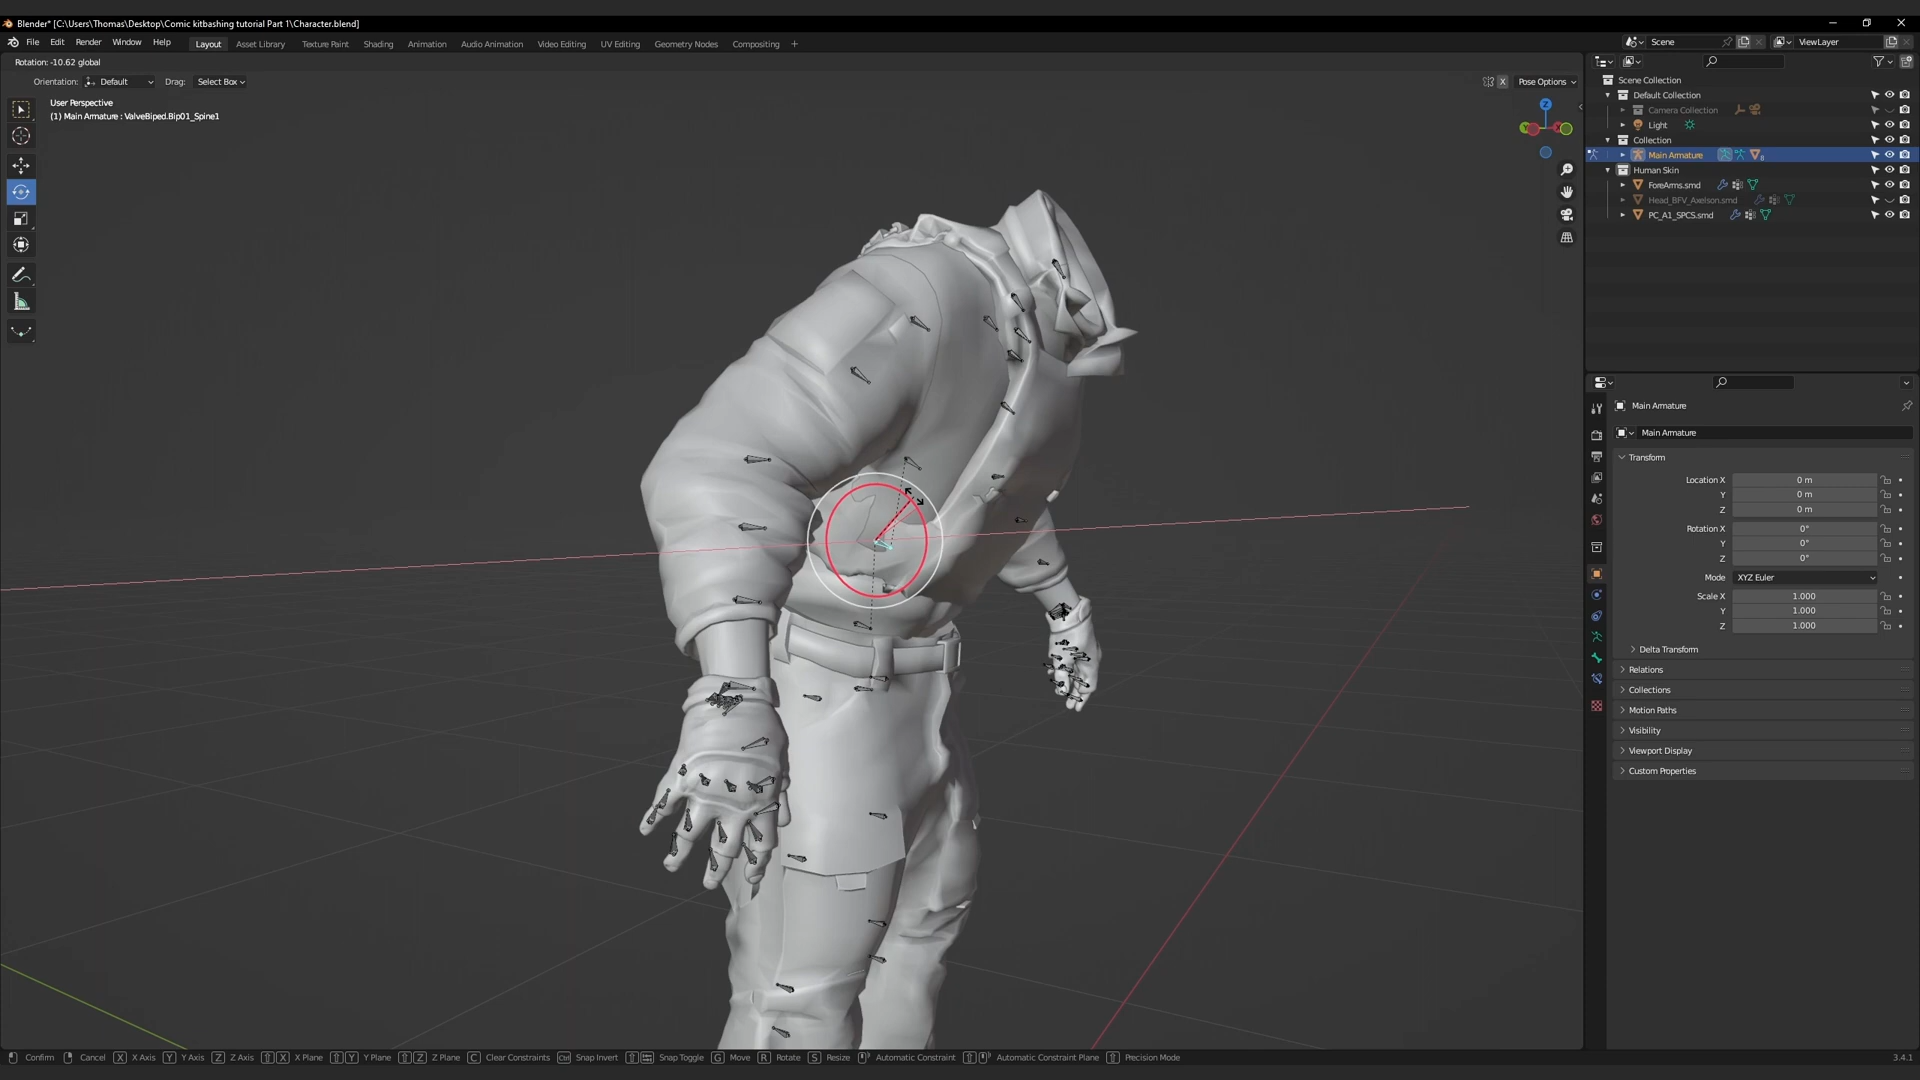 Blender* [C:\Users\Thomas\Desktop\Comic kitbashing tutorial Part 1\Character.blend]
File Edit Render Window Help Layout Asset Library Texture Paint Shading Animation Audio Animation Video Editing UV Editing Geometry Nodes Compositing + Scene ViewLayer
Rotation: -10.62 global
Orientation: Default Drag: Select Box X Pose Options
User Perspective
(1) Main Armature : ValveBiped.Bip01_Spine1
Z
Scene Collection
Default Collection
Camera Collection
Light
Collection
Main Armature 8
Human Skin
ForeArms.smd
Head_BFV_Axelson.smd
PC_A1_SPCS.smd
Main Armature
Main Armature
Transform
Location X 0 m
Y 0 m
Z 0 m
Rotation X 0°
Y 0°
Z 0°
Mode XYZ Euler
Scale X 1.000
Y 1.000
Z 1.000
Delta Transform
Relations
Collections
Motion Paths
Visibility
Viewport Display
Custom Properties
Confirm Cancel X X Axis Y Y Axis Z Z Axis X X Plane Y Y Plane Z Z Plane C Clear Constraints Ctrl Snap Invert Snap Toggle G Move R Rotate S Resize Automatic Constraint Automatic Constraint Plane Precision Mode 3.4.1